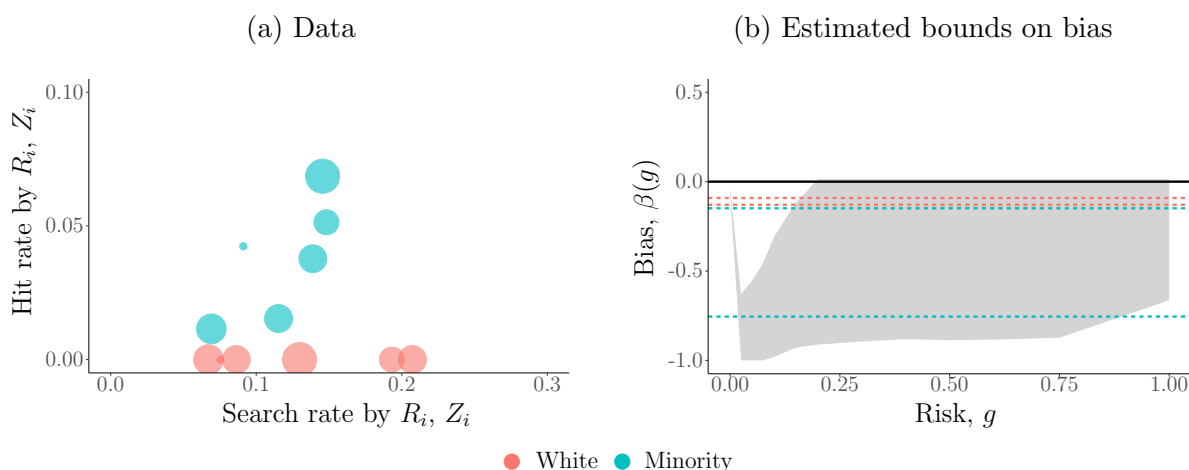 (a) Data
(b) Estimated bounds on bias
Hit rate by R_i, Z_i
0.10
0.05
0.00
0.0
0.1
0.2
0.3
Search rate by R_i, Z_i
Bias, β(g)
0.5
0.0
-0.5
-1.0
0.00
0.25
0.50
0.75
1.00
Risk, g
White
Minority